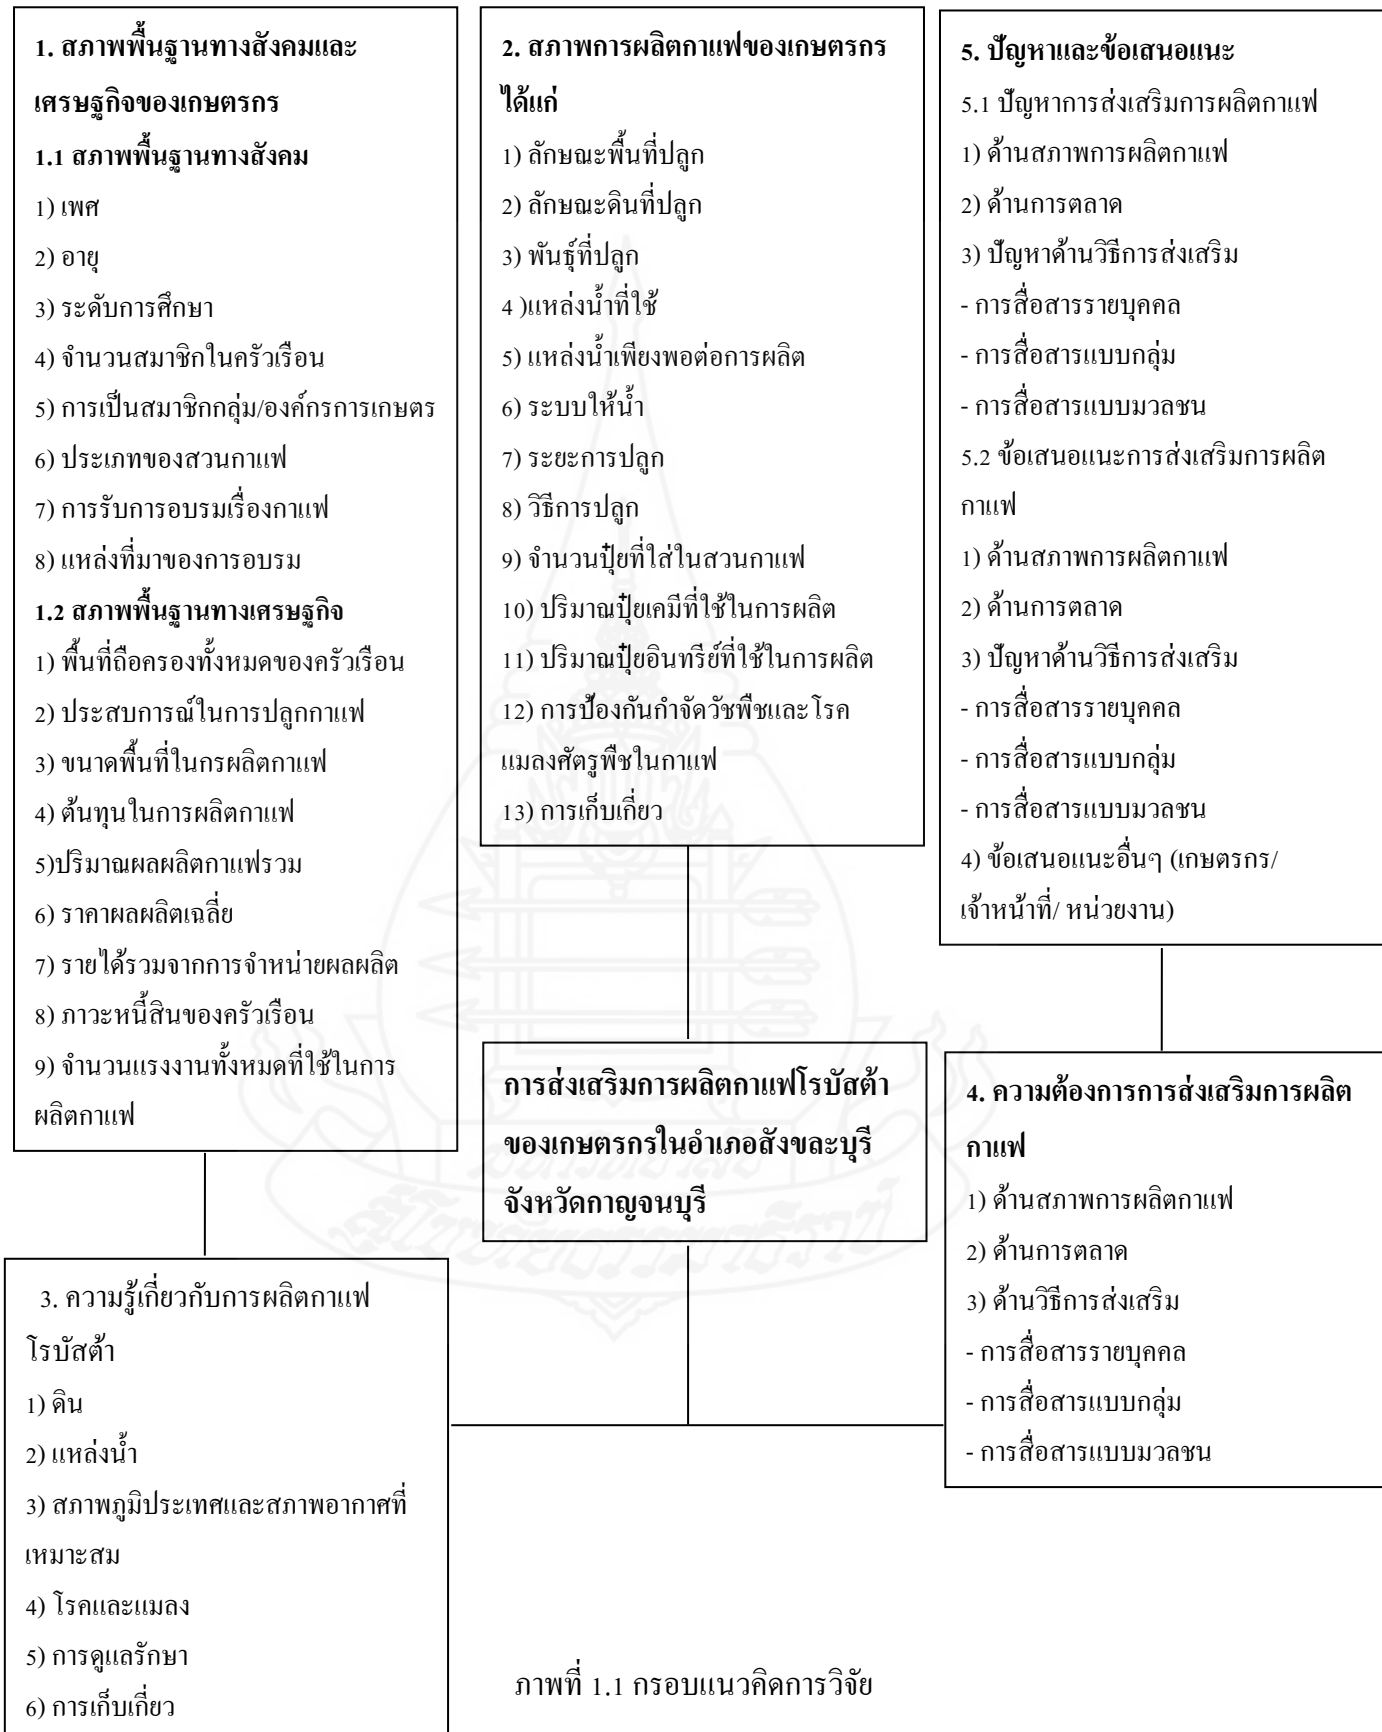 1. สภาพพื้นฐานทางสังคมและ
เศรษฐกิจของเกษตรกร
1.1 สภาพพื้นฐานทางสังคม
1) เพศ
2) อายุ
3) ระดับการศึกษา
4) จำนวนสมาชิกในครัวเรือน
5) การเป็นสมาชิกกลุ่ม/องค์กรการเกษตร
6) ประเภทของสวนกาแฟ
7) การรับการอบรมเรื่องกาแฟ
8) แหล่งที่มาของการอบรม
1.2 สภาพพื้นฐานทางเศรษฐกิจ
1) พื้นที่ถือครองทั้งหมดของครัวเรือน
2) ประสบการณ์ในการปลูกกาแฟ
3) ขนาดพื้นที่ในกรผลิตกาแฟ
4) ต้นทุนในการผลิตกาแฟ
5)ปริมาณผลผลิตกาแฟรวม
6) ราคาผลผลิตเฉลี่ย
7) รายได้รวมจากการจำหน่ายผลผลิต
8) ภาวะหนี้สินของครัวเรือน
9) จำนวนแรงงานทั้งหมดที่ใช้ในการ
ผลิตกาแฟ
2. สภาพการผลิตกาแฟของเกษตรกร
ได้แก่
1) ลักษณะพื้นที่ปลูก
2) ลักษณะดินที่ปลูก
3) พันธุ์ที่ปลูก
4 )แหล่งน้ำที่ใช้
5) แหล่งน้ำเพียงพอต่อการผลิต
6) ระบบให้น้ำ
7) ระยะการปลูก
8) วิธีการปลูก
9) จำนวนปุ๋ยที่ใส่ในสวนกาแฟ
10) ปริมาณปุ๋ยเคมีที่ใช้ในการผลิต
11) ปริมาณปุ๋ยอินทรีย์ที่ใช้ในการผลิต
12) การป้องกันกำจัดวัชพืชและโรค
แมลงศัตรูพืชในกาแฟ
13) การเก็บเกี่ยว
5. ปัญหาและข้อเสนอแนะ
5.1 ปัญหาการส่งเสริมการผลิตกาแฟ
1) ด้านสภาพการผลิตกาแฟ
2) ด้านการตลาด
3) ปัญหาด้านวิธีการส่งเสริม
- การสื่อสารรายบุคคล
- การสื่อสารแบบกลุ่ม
- การสื่อสารแบบมวลชน
5.2 ข้อเสนอแนะการส่งเสริมการผลิต
กาแฟ
1) ด้านสภาพการผลิตกาแฟ
2) ด้านการตลาด
3) ปัญหาด้านวิธีการส่งเสริม
- การสื่อสารรายบุคคล
- การสื่อสารแบบกลุ่ม
- การสื่อสารแบบมวลชน
4) ข้อเสนอแนะอื่นๆ (เกษตรกร/
เจ้าหน้าที่/ หน่วยงาน)
การส่งเสริมการผลิตกาแฟโรบัสต้า
ของเกษตรกรในอำเภอสังขละบุรี
จังหวัดกาญจนบุรี
4. ความต้องการการส่งเสริมการผลิต
กาแฟ
1) ด้านสภาพการผลิตกาแฟ
2) ด้านการตลาด
3) ด้านวิธีการส่งเสริม
- การสื่อสารรายบุคคล
- การสื่อสารแบบกลุ่ม
- การสื่อสารแบบมวลชน
3. ความรู้เกี่ยวกับการผลิตกาแฟ
โรบัสต้า
1) ดิน
2) แหล่งน้ำ
3) สภาพภูมิประเทศและสภาพอากาศที่
เหมาะสม
4) โรคและแมลง
5) การดูแลรักษา
6) การเก็บเกี่ยว
ภาพที่ 1.1 กรอบแนวคิดการวิจัย
มหาวิทยาลัย
สุโขทัยธรรมาธิราช